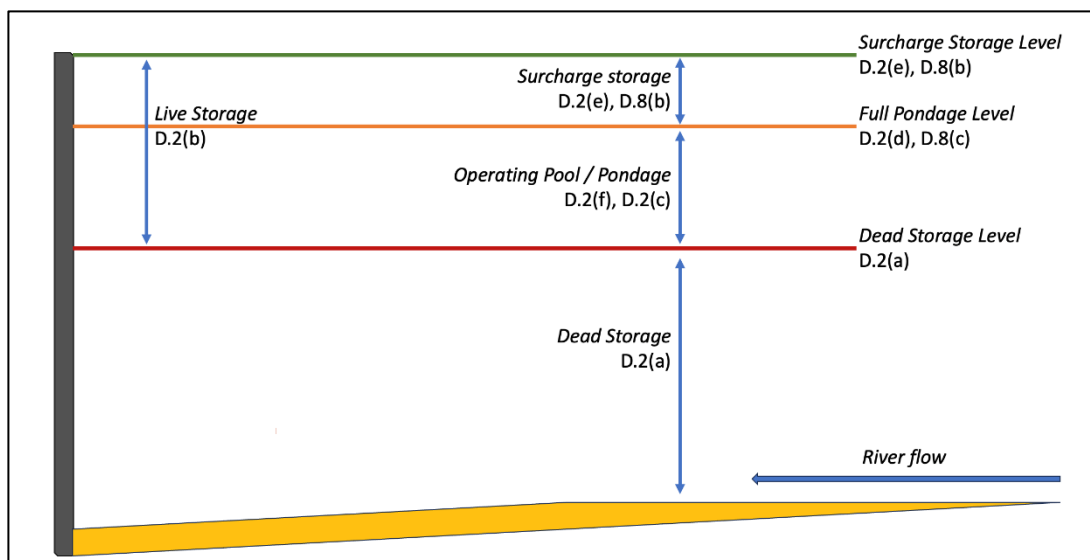 Surcharge Storage Level
D.2(e), D.8(b)
Surcharge storage
D.2(e), D.8(b)
Live Storage
D.2(b)
Full Pondage Level
D.2(d), D.8(c)
Operating Pool / Pondage
D.2(f), D.2(c)
Dead Storage Level
D.2(a)
Dead Storage
D.2(a)
River flow